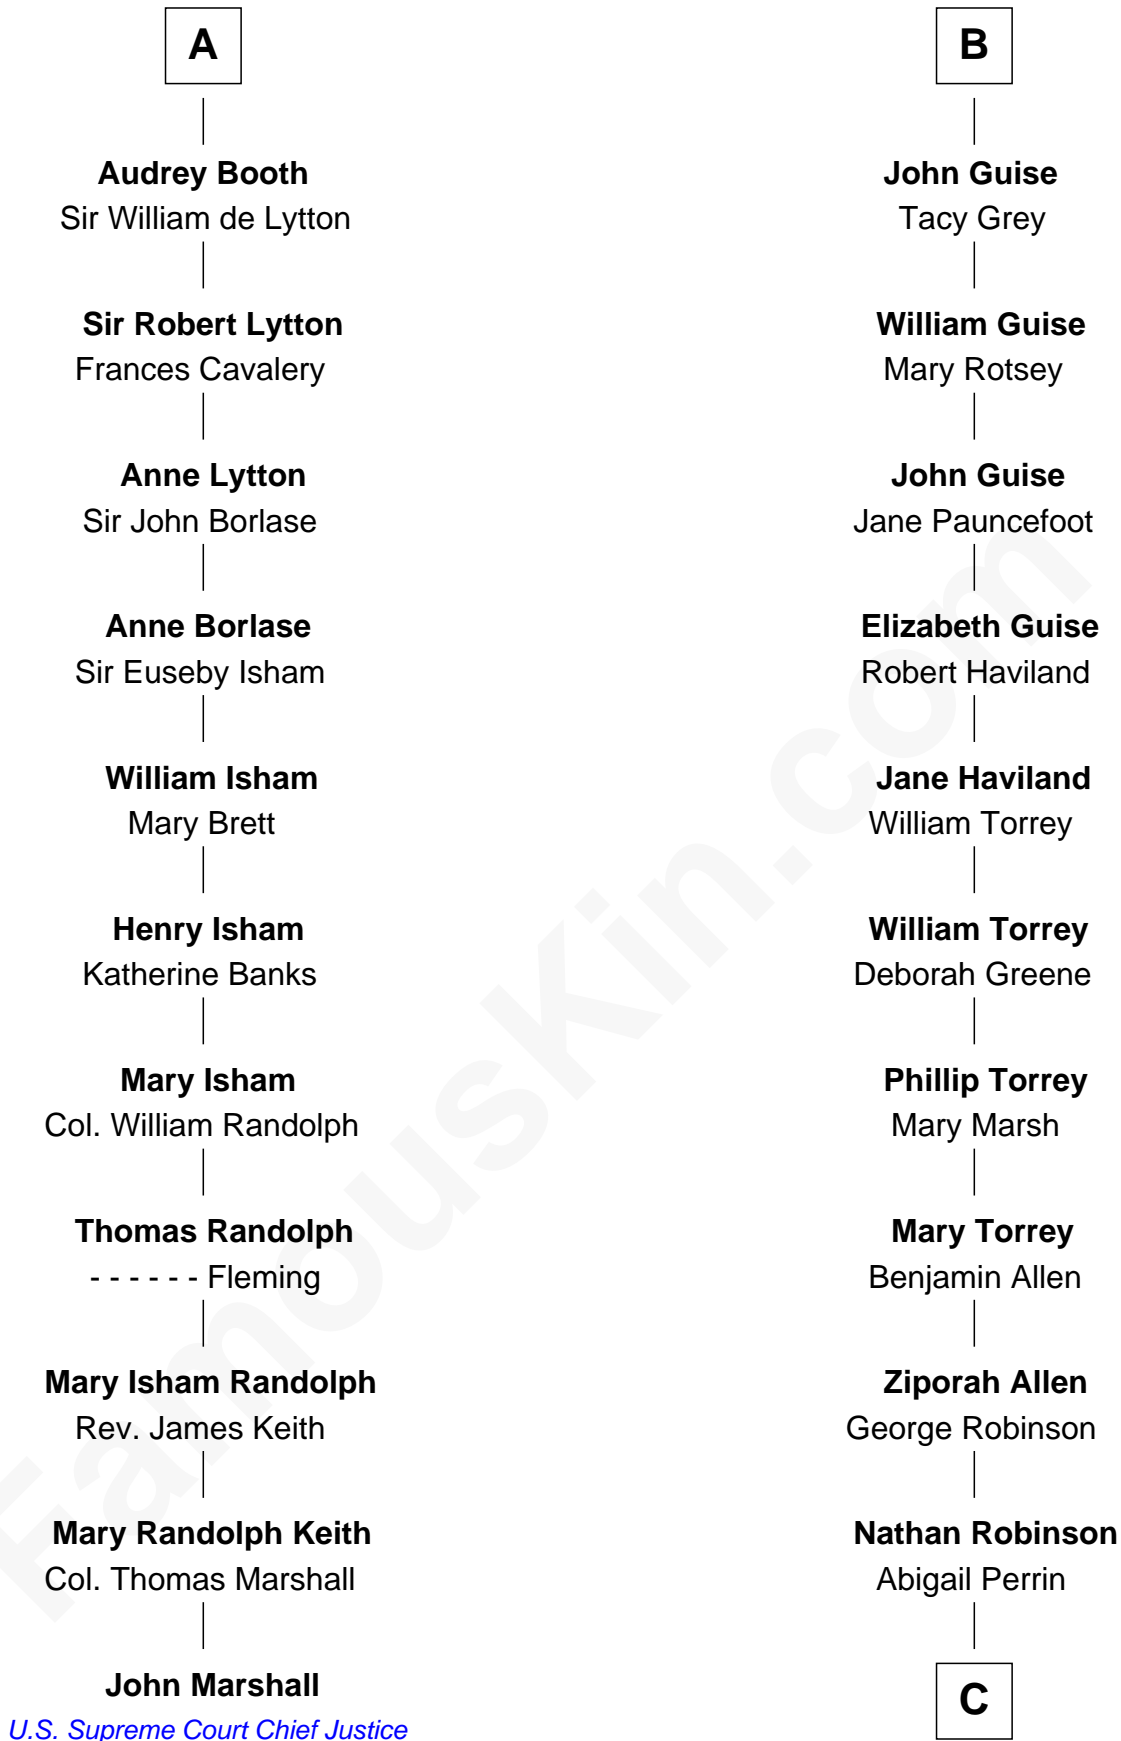 A
Audrey Booth
Sir William de Lytton
Sir Robert Lytton
Frances Cavalery
Anne Lytton
Sir John Borlase
Anne Borlase
Sir Euseby Isham
William Isham
Mary Brett
Henry Isham
Katherine Banks
Mary Isham
Col. William Randolph
Thomas Randolph
- - - - - - Fleming
Mary Isham Randolph
Rev. James Keith
Mary Randolph Keith
Col. Thomas Marshall
John Marshall
U.S. Supreme Court Chief Justice
B
John Guise
Tacy Grey
William Guise
Mary Rotsey
John Guise
Jane Pauncefoot
Elizabeth Guise
Robert Haviland
Jane Haviland
William Torrey
William Torrey
Deborah Greene
Phillip Torrey
Mary Marsh
Mary Torrey
Benjamin Allen
Ziporah Allen
George Robinson
Nathan Robinson
Abigail Perrin
C
FamousKin.com